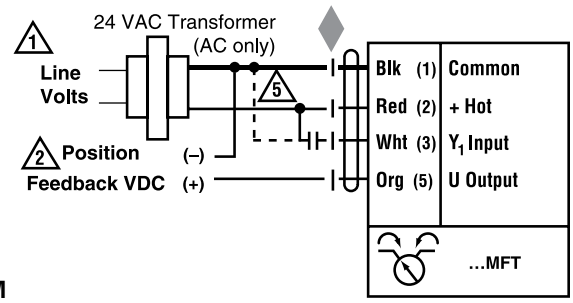 24 VAC Transformer
(AC only)
1
Line
Volts
5
Blk (1) Common
Red (2) + Hot
Wht (3) Y₁ Input
Org (5) U Output
2 Position (–)
Feedback VDC (+)
...MFT
M